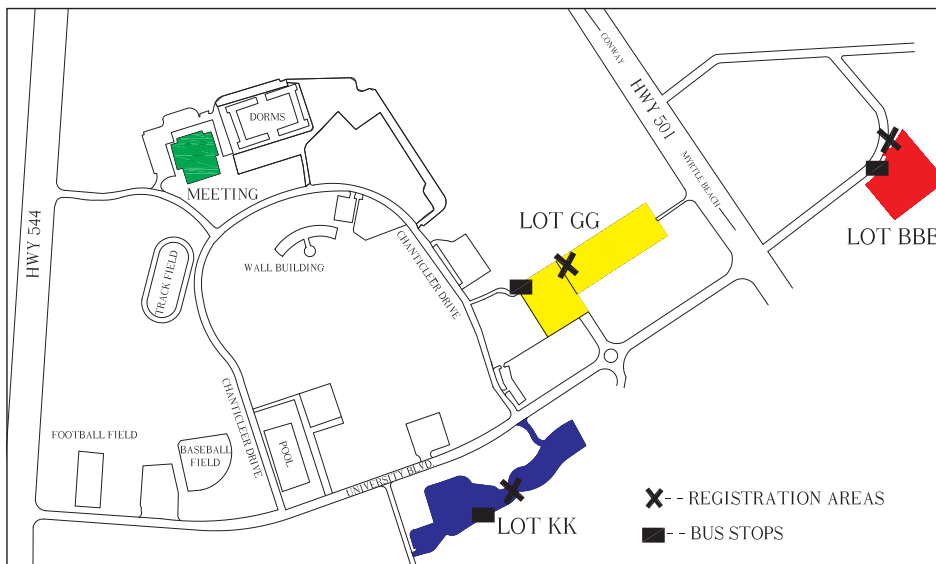 CONWAY
HWY 501
MYRTLE BEACH
DORMS
MEETING
HWY 544
LOT GG
LOT BBB
WALL BUILDING
CHANTICLEER DRIVE
TRACK FIELD
CHANTICLEER DRIVE
FOOTBALL FIELD
BASEBALL
FIELD
POOL
UNIVERSITY BLVD.
LOT KK
X -- REGISTRATION AREAS
-- BUS STOPS